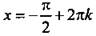 x = -π/2 + 2πk